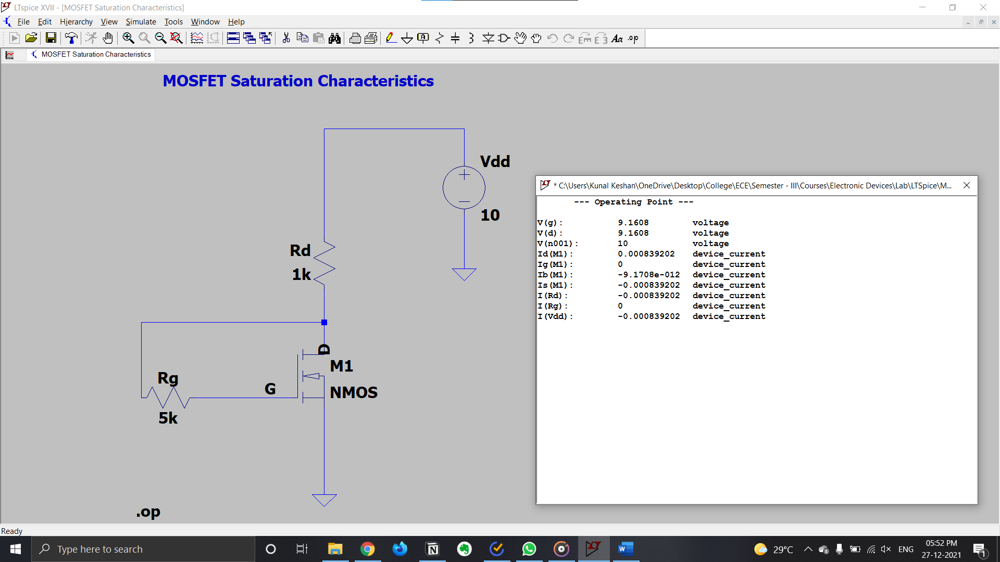 LTspice XVII - [MOSFET Saturation Characteristics]
File Edit Hierarchy View Simulate Tools Window Help
.op
MOSFET Saturation Characteristics
MOSFET Saturation Characteristics
Vdd
10
Rd
1k
D
M1
NMOS
G
Rg
5k
.op
* C:\Users\Kunal Keshan\OneDrive\Desktop\College\ECE\Semester - III\Courses\Electronic Devices\Lab\LTSpice\M...
--- Operating Point ---
V(g): 9.1608 voltage
V(d): 9.1608 voltage
V(n001): 10 voltage
Id(M1): 0.000839202 device_current
Ig(M1): 0 device_current
Ib(M1): -9.1708e-012 device_current
Is(M1): -0.000839202 device_current
I(Rd): -0.000839202 device_current
I(Rg): 0 device_current
I(Vdd): -0.000839202 device_current
Ready
Type here to search
29°C
ENG
05:52 PM
27-12-2021
1